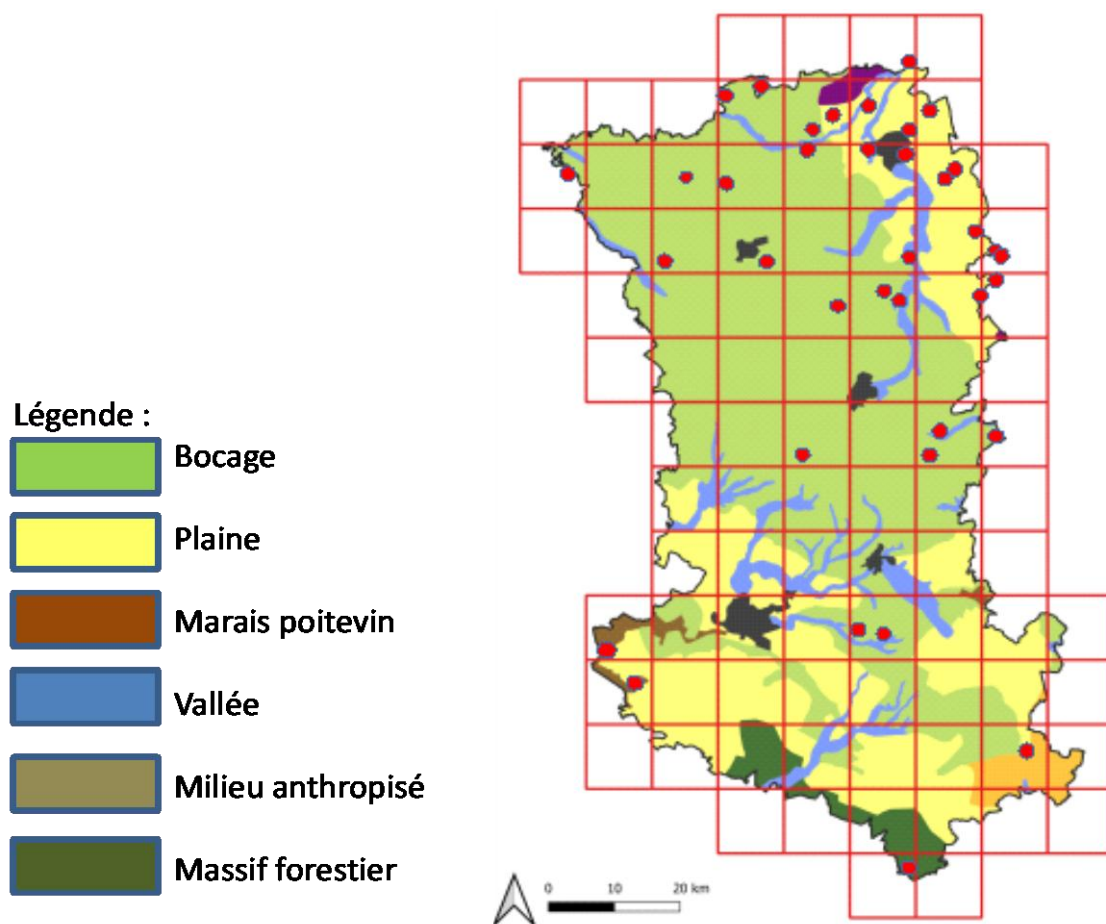 Légende :
Bocage
Plaine
Marais poitevin
Vallée
Milieu anthropisé
Massif forestier
0 10 20 km